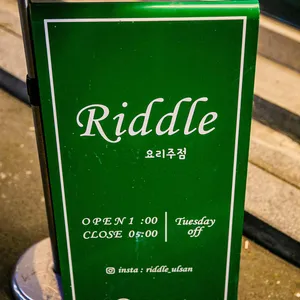 Riddle
요리주점
OPEN 1 :00
CLOSE 05:00
Tuesday
off
insta : riddle_ulsan